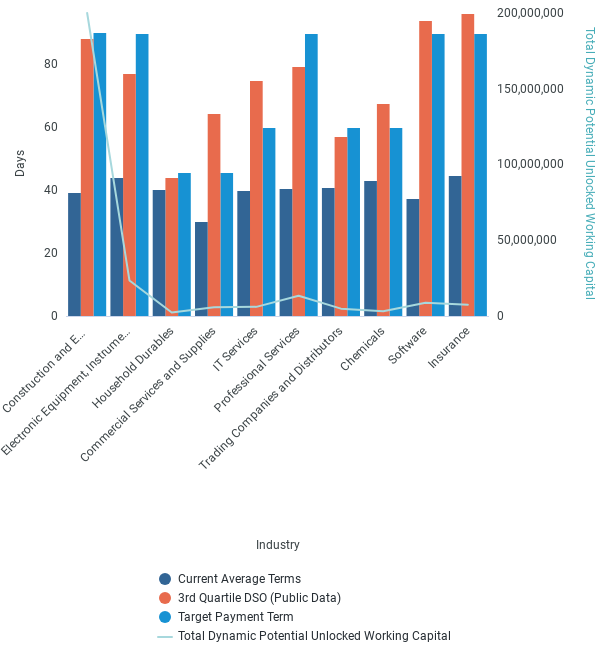 200,000,000
150,000,000
100,000,000
50,000,000
0
80
60
40
20
0
Days
Total Dynamic Potential Unlocked Working Capital
Construction and E...
Electronic Equipment, Instrume...
Household Durables
Commercial Services and Supplies
IT Services
Professional Services
Trading Companies and Distributors
Chemicals
Software
Insurance
Industry
Current Average Terms
3rd Quartile DSO (Public Data)
Target Payment Term
Total Dynamic Potential Unlocked Working Capital